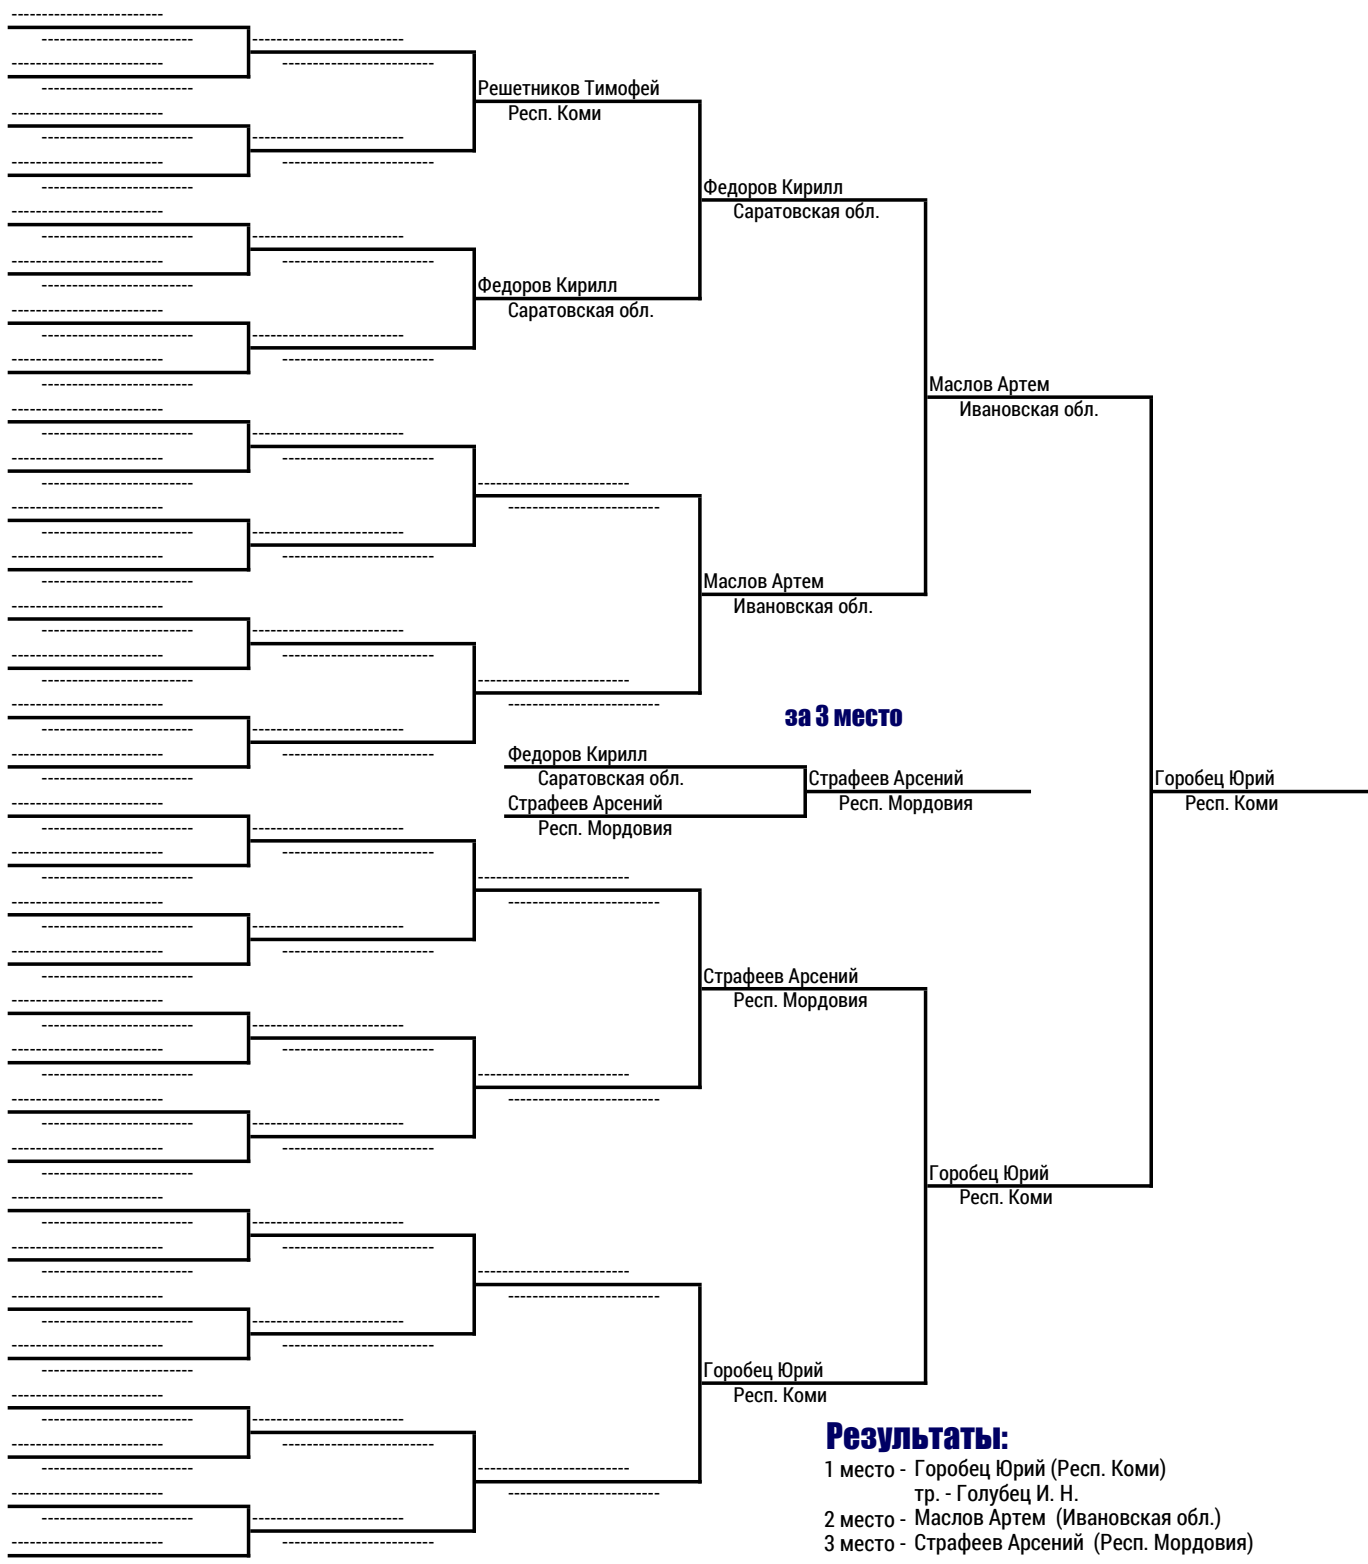 Решетников Тимофей
Респ. Коми
Федоров Кирилл
Саратовская обл.
Федоров Кирилл
Саратовская обл.
Маслов Артем
Ивановская обл.
Маслов Артем
Ивановская обл.
за 3 место
Федоров Кирилл
Саратовская обл.
Страфеев Арсений
Респ. Мордовия
Страфеев Арсений
Респ. Мордовия
Горобец Юрий
Респ. Коми
Страфеев Арсений
Респ. Мордовия
Горобец Юрий
Респ. Коми
Горобец Юрий
Респ. Коми
Результаты:
1 место - Горобец Юрий (Респ. Коми)
тр. - Голубец И. Н.
2 место - Маслов Артем (Ивановская обл.)
3 место - Страфеев Арсений (Респ. Мордовия)